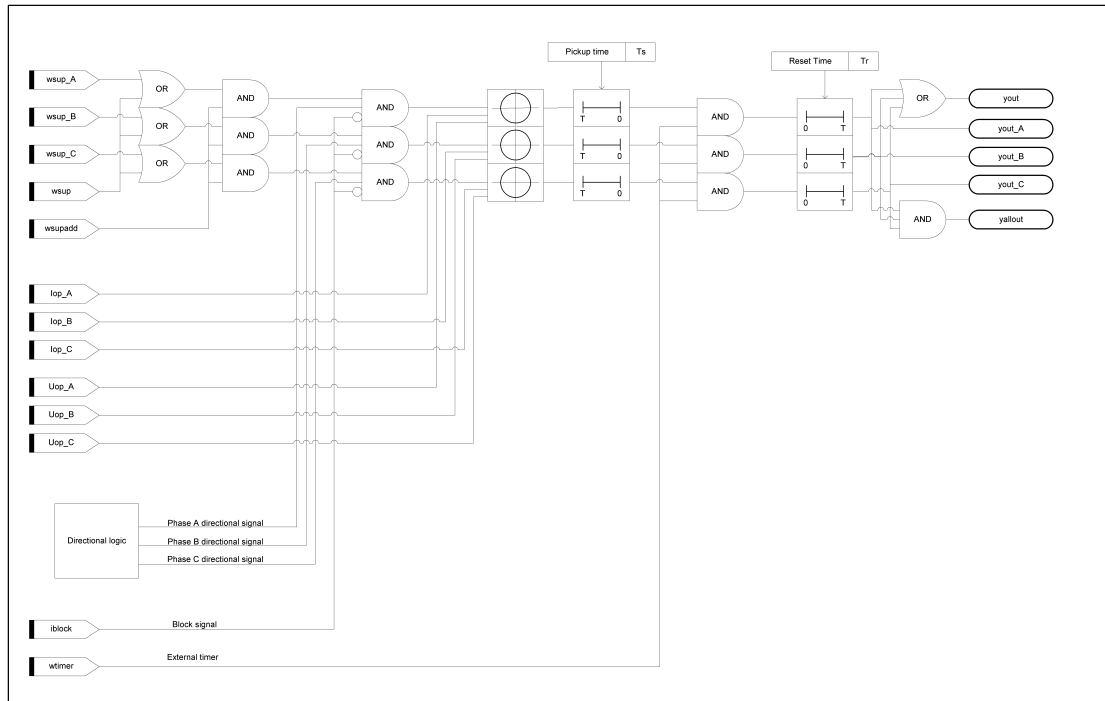 Pickup time Ts
Reset Time Tr
wsup_A
OR
AND
AND
OR
yout
wsup_B
OR
AND
AND
AND
yout_A
wsup_C
OR
AND
AND
AND
yout_B
wsup
AND
yout_C
wsupadd
AND
yallout
T 0
T 0
T 0
0 T
0 T
0 T
Iop_A
Iop_B
Iop_C
Uop_A
Uop_B
Uop_C
Directional logic
Phase A directional signal
Phase B directional signal
Phase C directional signal
iblock
Block signal
wtimer
External timer